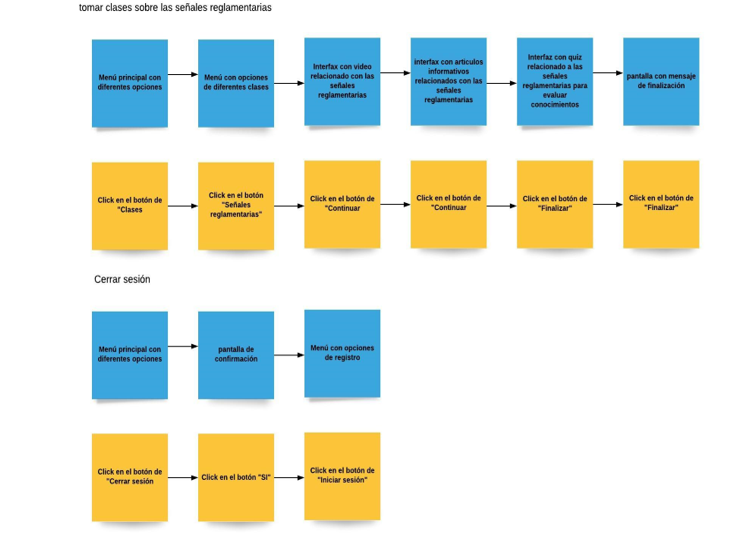 tomar clases sobre las señales reglamentarias
Menú principal con
diferentes opciones
Menú con opciones
de diferentes clases
Interfax con video
relacionado con las
señales
reglamentarias
interfax con articulos
informativos
relacionados con las
señales
reglamentarias
Interfaz con quiz
relacionado a las
señales
reglamentarias para
evaluar
conocimientos
pantalla con mensaje
de finalización
Click en el botón de
"Clases
Click en el botón
"Señales
reglamentarias"
Click en el botón de
"Continuar
Click en el botón de
"Continuar
Click en el botón de
"Finalizar"
Click en el botón de
"Finalizar"
Cerrar sesión
Menú principal con
diferentes opciones
pantalla de
confirmación
Menú con opciones
de registro
Click en el botón de
"Cerrar sesión
Click en el botón "SI"
Click en el botón de
"Iniciar sesión"